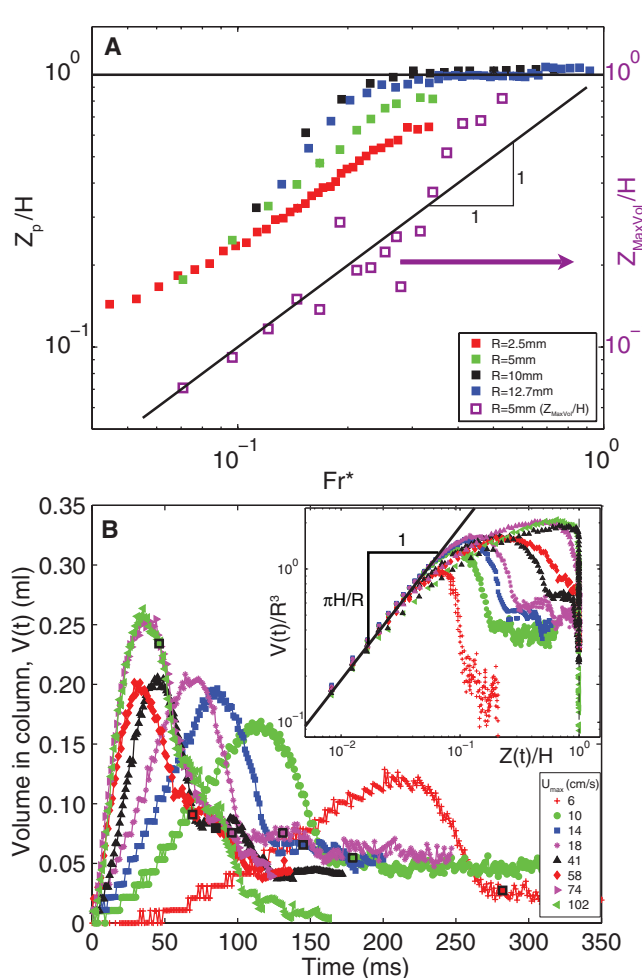 A
10^0
10^-1
Z_p/H
10^0
10^-1
Z_MaxVol/H
1
1
R=2.5mm
R=5mm
R=10mm
R=12.7mm
R=5mm (Z_MaxVol/H)
10^-1
10^0
Fr*
B
0.35
0.30
0.25
0.20
0.15
0.10
0.05
0
Volume in column, V(t) (ml)
1
πH/R
10^0
10^-1
V(t)/R^3
10^-2
10^-1
10^0
Z(t)/H
U_max (cm/s)
6
10
14
18
41
58
74
102
0 50 100 150 200 250 300 350
Time (ms)